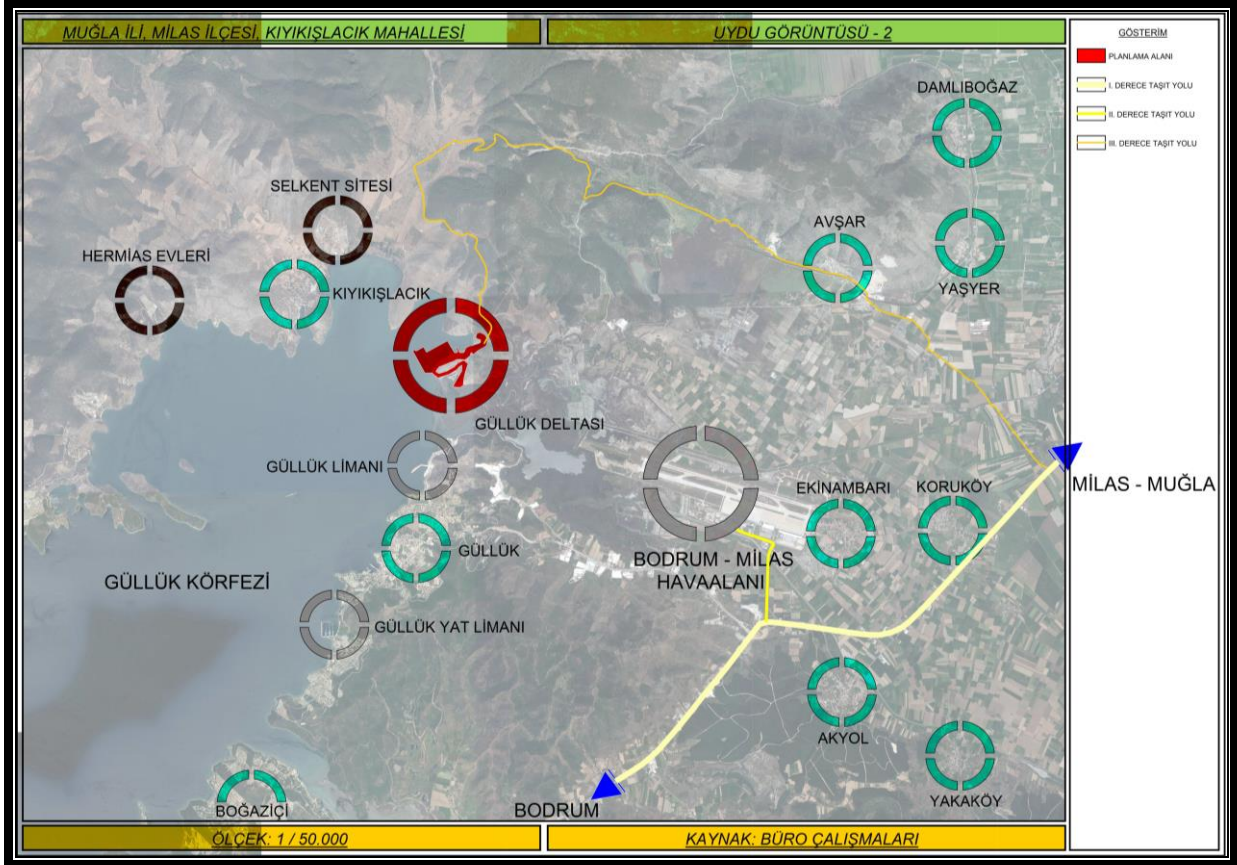 MUĞLA İLİ, MİLAS İLÇESİ, KIYIKIŞLACIK MAHALLESİ
UYDU GÖRÜNTÜSÜ - 2
GÖSTERİM
PLANLAMA ALANI
I. DERECE TAŞIT YOLU
II. DERECE TAŞIT YOLU
III. DERECE TAŞIT YOLU
DAMLIBOĞAZ
SELKENT SİTESİ
AVŞAR
HERMİAS EVLERİ
KIYIKIŞLACIK
YAŞYER
GÜLLÜK DELTASI
GÜLLÜK LİMANI
EKİNAMBARI
KORUKÖY
MİLAS - MUĞLA
GÜLLÜK
BODRUM - MİLAS
HAVAALANI
GÜLLÜK KÖRFEZİ
GÜLLÜK YAT LİMANI
AKYOL
YAKAKÖY
BOĞAZİÇİ
BODRUM
ÖLÇEK: 1 / 50.000
KAYNAK: BÜRO ÇALIŞMALARI